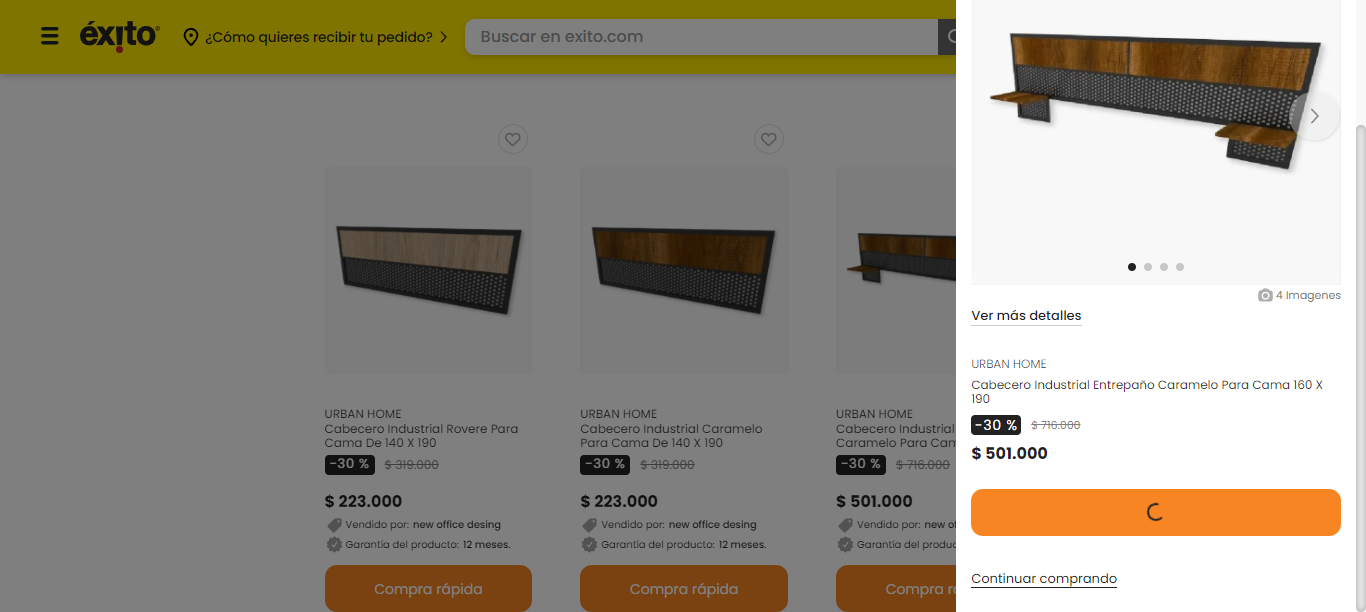 éxito
¿Cómo quieres recibir tu pedido?
Buscar en exito.com
URBAN HOME
Cabecero Industrial Rovere Para
Cama De 140 X 190
-30 % $ 319.000
$ 223.000
Vendido por: new office desing
Garantía del producto: 12 meses.
Compra rápida
URBAN HOME
Cabecero Industrial Caramelo
Para Cama De 140 X 190
-30 % $ 319.000
$ 223.000
Vendido por: new office desing
Garantía del producto: 12 meses.
Compra rápida
URBAN HOME
Cabecero Industrial
Caramelo Para Cam
-30 % $ 716.000
$ 501.000
Vendido por: new of
Garantía del produc
Compra r
4 Imagenes
Ver más detalles
URBAN HOME
Cabecero Industrial Entrepaño Caramelo Para Cama 160 X
190
-30 % $ 716.000
$ 501.000
Continuar comprando